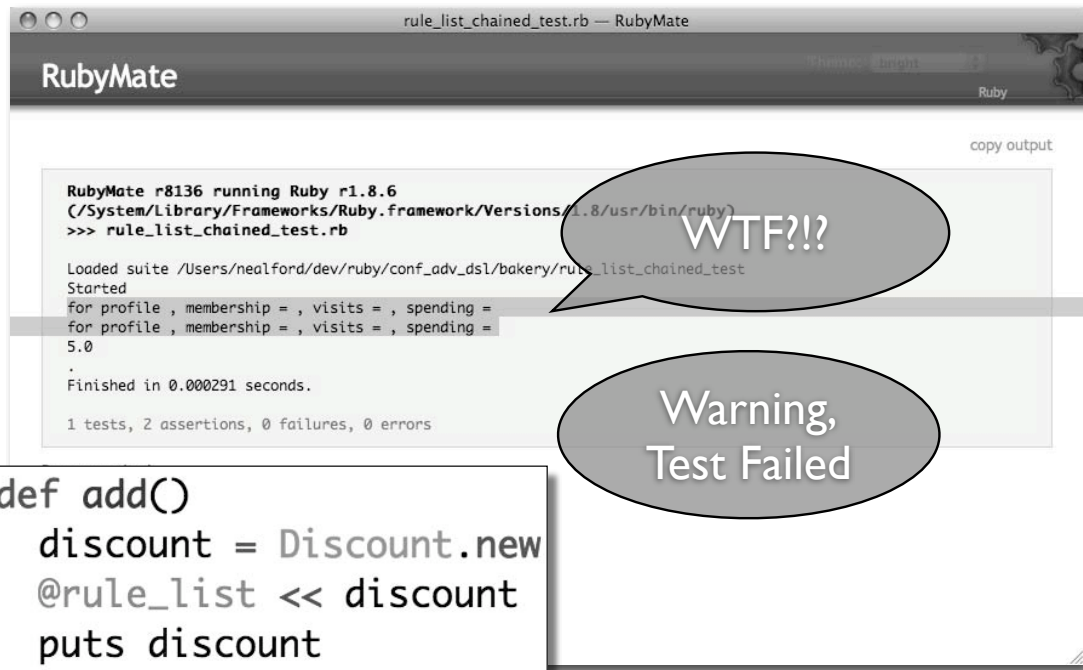 rule_list_chained_test.rb — RubyMate
RubyMate
Theme: bright
Ruby
copy output
RubyMate r8136 running Ruby r1.8.6
(/System/Library/Frameworks/Ruby.framework/Versions/1.8/usr/bin/ruby)
>>> rule_list_chained_test.rb
WTF?!?
Loaded suite /Users/nealford/dev/ruby/conf_adv_dsl/bakery/rule_list_chained_test
Started
for profile , membership = , visits = , spending =
for profile , membership = , visits = , spending =
5.0
.
Finished in 0.000291 seconds.
1 tests, 2 assertions, 0 failures, 0 errors
Warning,
Test Failed
def add()
discount = Discount.new
@rule_list << discount
puts discount